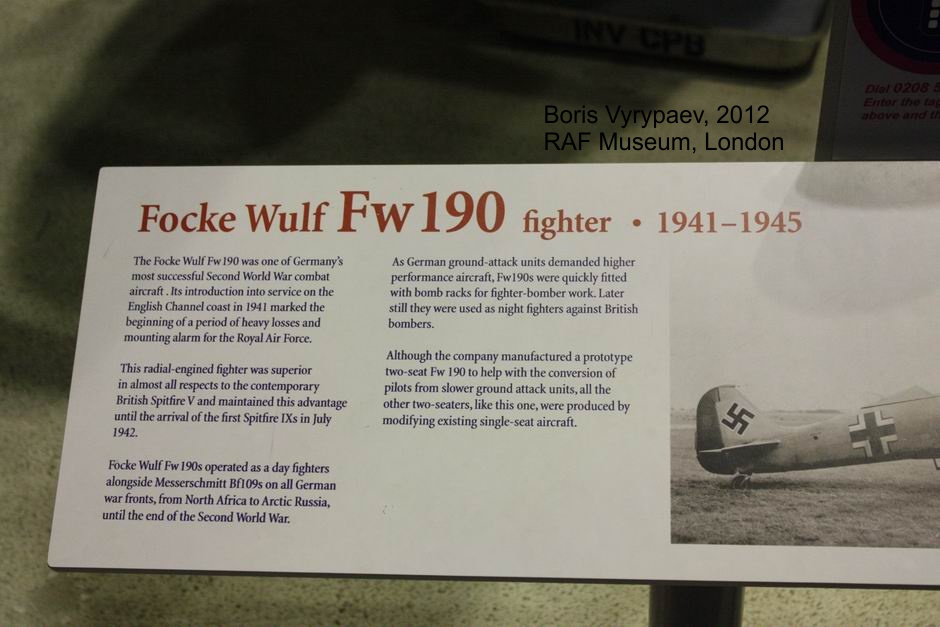 INV CPB
Dial 0208 5
Enter the ta
above and th
Boris Vyrypaev, 2012
RAF Museum, London
Focke Wulf Fw190 fighter • 1941–1945
The Focke Wulf Fw190 was one of Germany's
most successful Second World War combat
aircraft . Its introduction into service on the
English Channel coast in 1941 marked the
beginning of a period of heavy losses and
mounting alarm for the Royal Air Force.
This radial-engined fighter was superior
in almost all respects to the contemporary
British Spitfire V and maintained this advantage
until the arrival of the first Spitfire IXs in July
1942.
Focke Wulf Fw190s operated as a day fighters
alongside Messerschmitt Bf109s on all German
war fronts, from North Africa to Arctic Russia,
until the end of the Second World War.
As German ground-attack units demanded higher
performance aircraft, Fw190s were quickly fitted
with bomb racks for fighter-bomber work. Later
still they were used as night fighters against British
bombers.
Although the company manufactured a prototype
two-seat Fw 190 to help with the conversion of
pilots from slower ground attack units, all the
other two-seaters, like this one, were produced by
modifying existing single-seat aircraft.